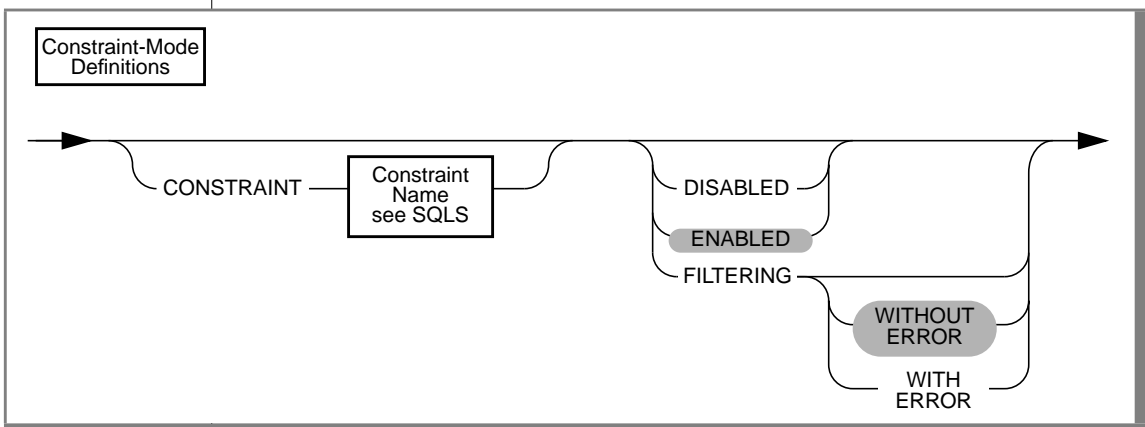 Constraint-Mode
Definitions
CONSTRAINT
Constraint
Name
see SQLS
DISABLED
ENABLED
FILTERING
WITHOUT
ERROR
WITH
ERROR